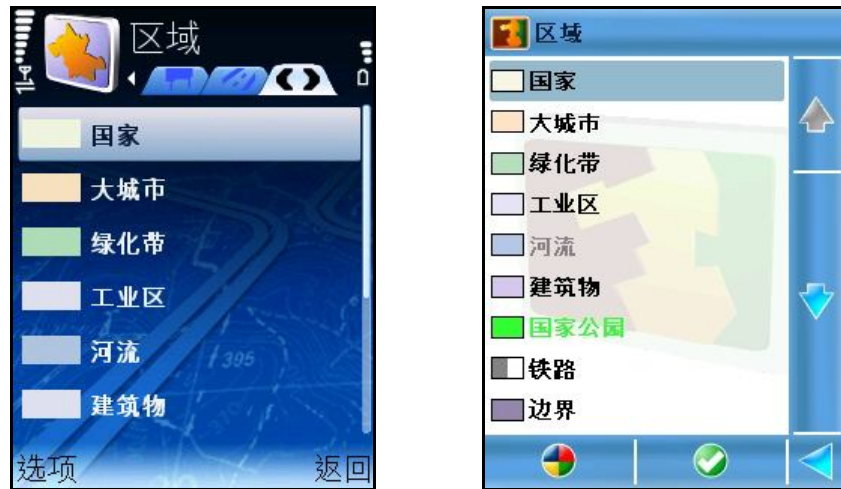 区域
国家
大城市
绿化带
工业区
河流
395
建筑物
选项
返回
区域
国家
大城市
绿化带
工业区
河流
建筑物
国家公园
铁路
边界